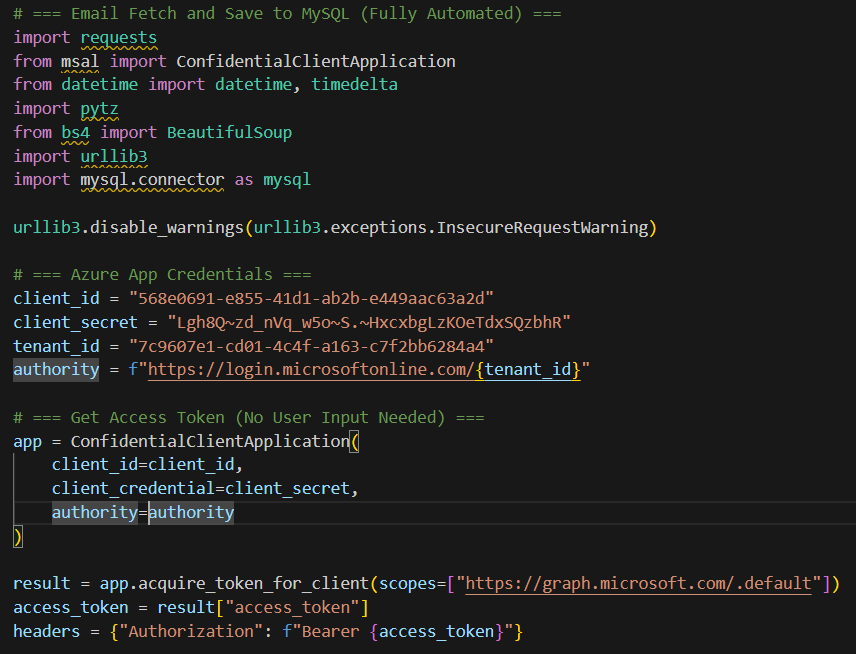 # === Email Fetch and Save to MySQL (Fully Automated) ===
import requests
from msal import ConfidentialClientApplication
from datetime import datetime, timedelta
import pytz
from bs4 import BeautifulSoup
import urllib3
import mysql.connector as mysql
urllib3.disable_warnings(urllib3.exceptions.InsecureRequestWarning)
# === Azure App Credentials ===
client_id = "568e0691-e855-41d1-ab2b-e449aac63a2d"
client_secret = "Lgh8Q~zd_nVq_w5o~S.~HxcxbgLzKOeTdxSQzbhR"
tenant_id = "7c9607e1-cd01-4c4f-a163-c7f2bb6284a4"
authority = f"https://login.microsoftonline.com/{tenant_id}"
# === Get Access Token (No User Input Needed) ===
app = ConfidentialClientApplication(
    client_id=client_id,
    client_credential=client_secret,
    authority=authority
)
result = app.acquire_token_for_client(scopes=["https://graph.microsoft.com/.default"])
access_token = result["access_token"]
headers = {"Authorization": f"Bearer {access_token}"}